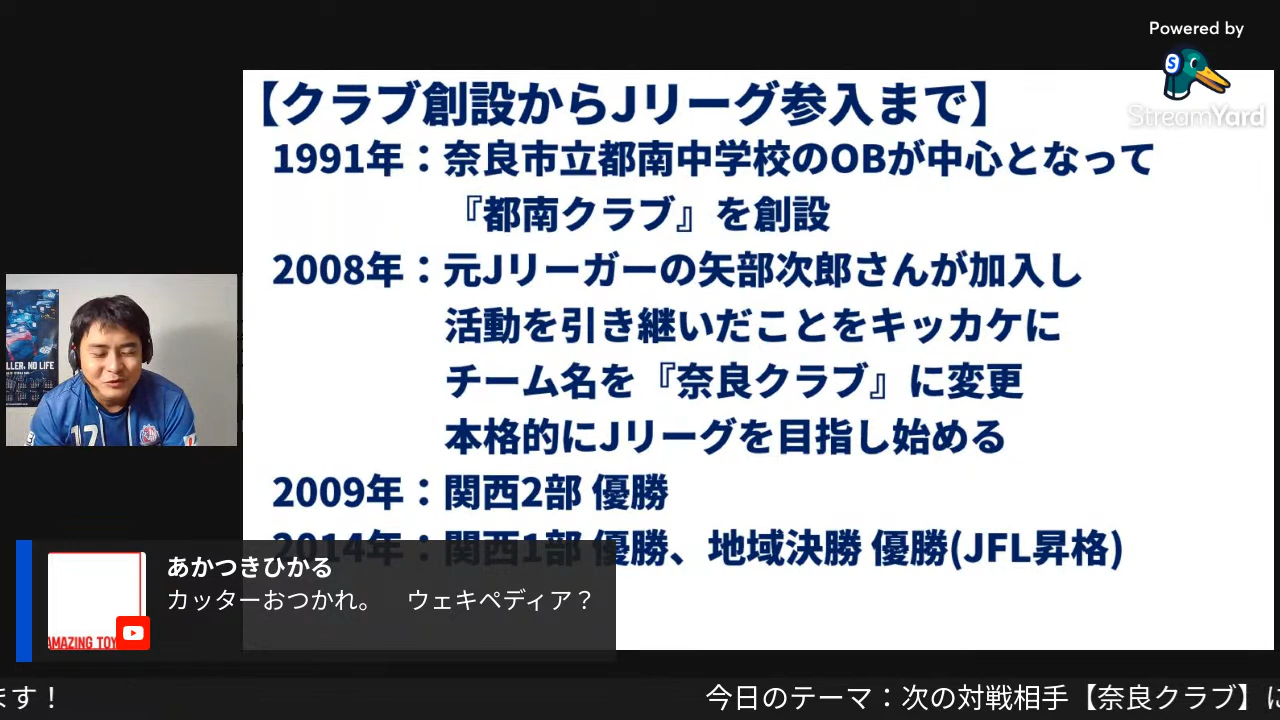 Powered by
StreamYard
【クラブ創設からJリーグ参入まで】
1991年：奈良市立都南中学校のOBが中心となって
『都南クラブ』を創設
2008年：元Jリーガーの矢部次郎さんが加入し
活動を引き継いだことをキッカケに
チーム名を『奈良クラブ』に変更
本格的にJリーグを目指し始める
2009年：関西2部 優勝
2014年：関西1部 優勝、地域決勝 優勝(JFL昇格)
LLER, NO LIFE
17
あかつきひかる
カッターおつかれ。　ウェキペディア？
AMAZING TOY
ます！
今日のテーマ：次の対戦相手【奈良クラブ】に